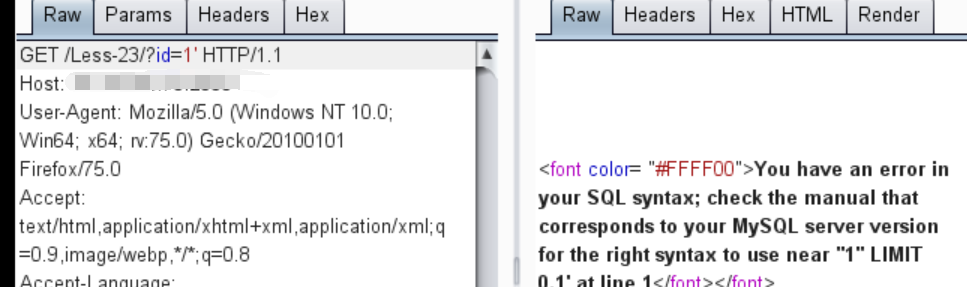 Raw Params Headers Hex
GET /Less-23/?id=1' HTTP/1.1
Host:
User-Agent: Mozilla/5.0 (Windows NT 10.0;
Win64; x64; rv:75.0) Gecko/20100101
Firefox/75.0
Accept:
text/html,application/xhtml+xml,application/xml;q
=0.9,image/webp,*/*;q=0.8
Accept-Language:
Raw Headers Hex HTML Render
<font color= "#FFFF00">You have an error in
your SQL syntax; check the manual that
corresponds to your MySQL server version
for the right syntax to use near ''1'' LIMIT
0,1' at line 1</font></font>